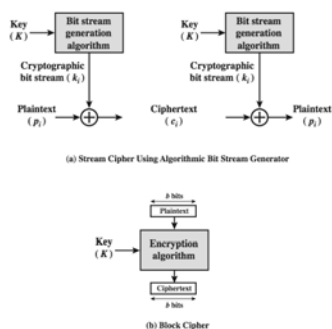 Key
(K)
Bit stream
generation
algorithm
Key
(K)
Bit stream
generation
algorithm
Cryptographic
bit stream (ki)
Cryptographic
bit stream (ki)
Plaintext
(pi)
Ciphertext
(ci)
Plaintext
(pi)
(a) Stream Cipher Using Algorithmic Bit Stream Generator
b bits
Plaintext
Key
(K)
Encryption
algorithm
Ciphertext
b bits
(b) Block Cipher